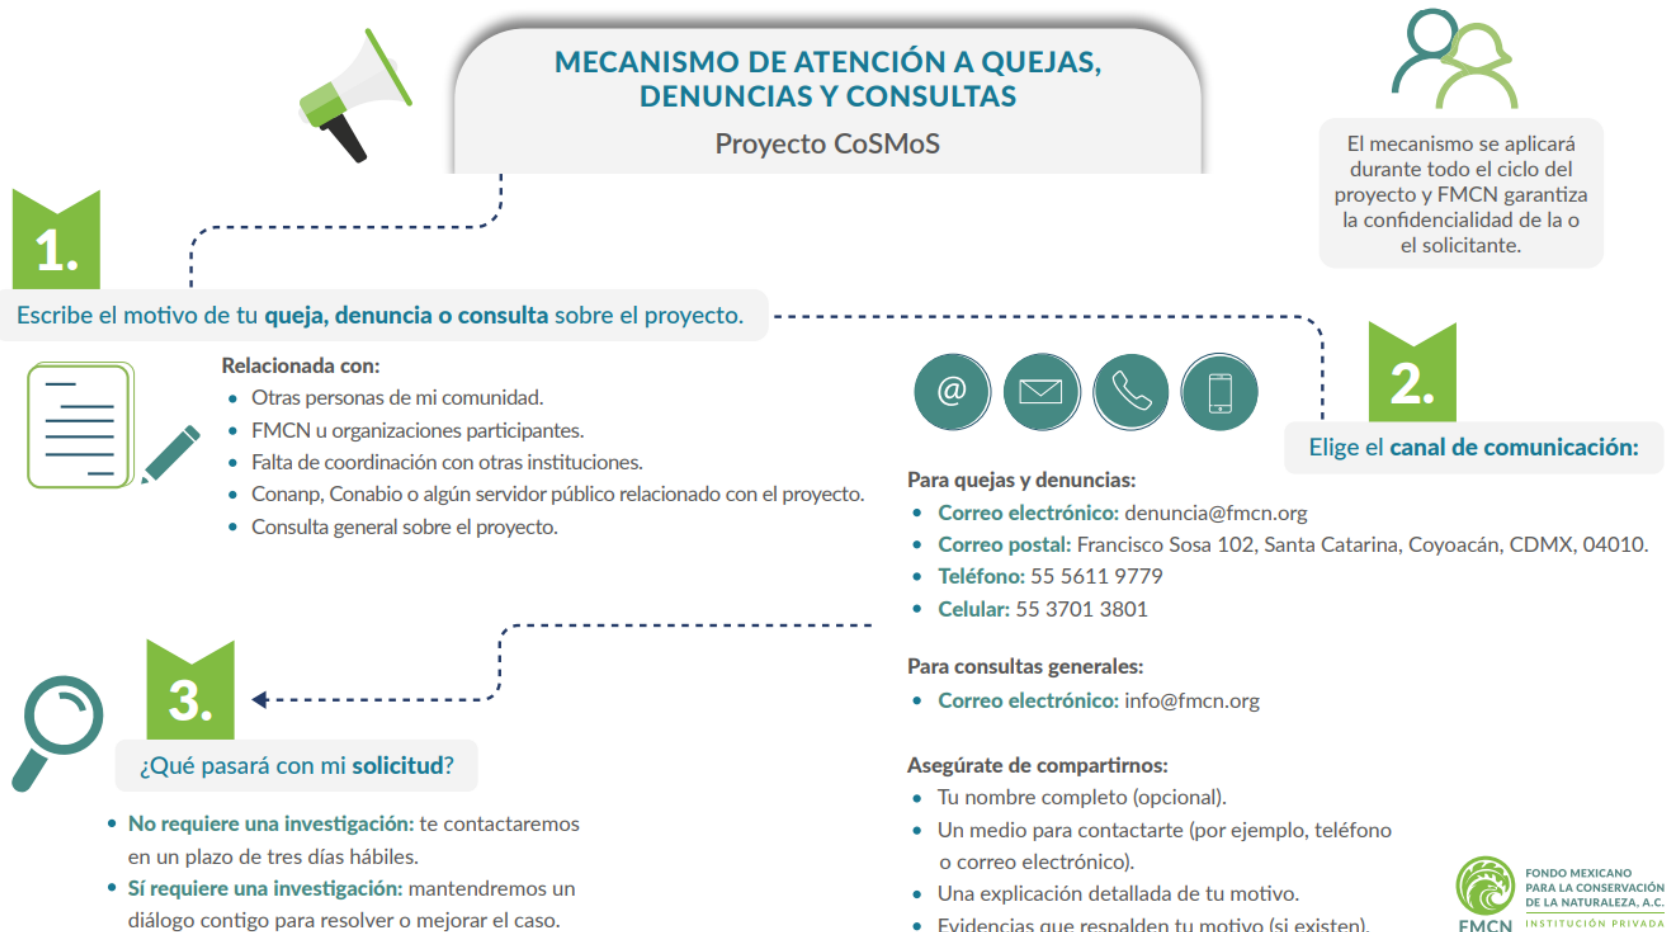 MECANISMO DE ATENCIÓN A QUEJAS,
DENUNCIAS Y CONSULTAS
Proyecto CoSMoS
El mecanismo se aplicará
durante todo el ciclo del
proyecto y FMCN garantiza
la confidencialidad de la o
el solicitante.
1.
Escribe el motivo de tu queja, denuncia o consulta sobre el proyecto.
Relacionada con:
• Otras personas de mi comunidad.
• FMCN u organizaciones participantes.
• Falta de coordinación con otras instituciones.
• Conanp, Conabio o algún servidor público relacionado con el proyecto.
• Consulta general sobre el proyecto.
2.
Elige el canal de comunicación:
@
Para quejas y denuncias:
• Correo electrónico: denuncia@fmcn.org
• Correo postal: Francisco Sosa 102, Santa Catarina, Coyoacán, CDMX, 04010.
• Teléfono: 55 5611 9779
• Celular: 55 3701 3801
Para consultas generales:
• Correo electrónico: info@fmcn.org
Asegúrate de compartirnos:
• Tu nombre completo (opcional).
• Un medio para contactarte (por ejemplo, teléfono
o correo electrónico).
• Una explicación detallada de tu motivo.
• Evidencias que respalden tu motivo (si existen).
3.
¿Qué pasará con mi solicitud?
• No requiere una investigación: te contactaremos
en un plazo de tres días hábiles.
• Sí requiere una investigación: mantendremos un
diálogo contigo para resolver o mejorar el caso.
FMCN
FONDO MEXICANO
PARA LA CONSERVACIÓN
DE LA NATURALEZA, A.C.
INSTITUCIÓN PRIVADA